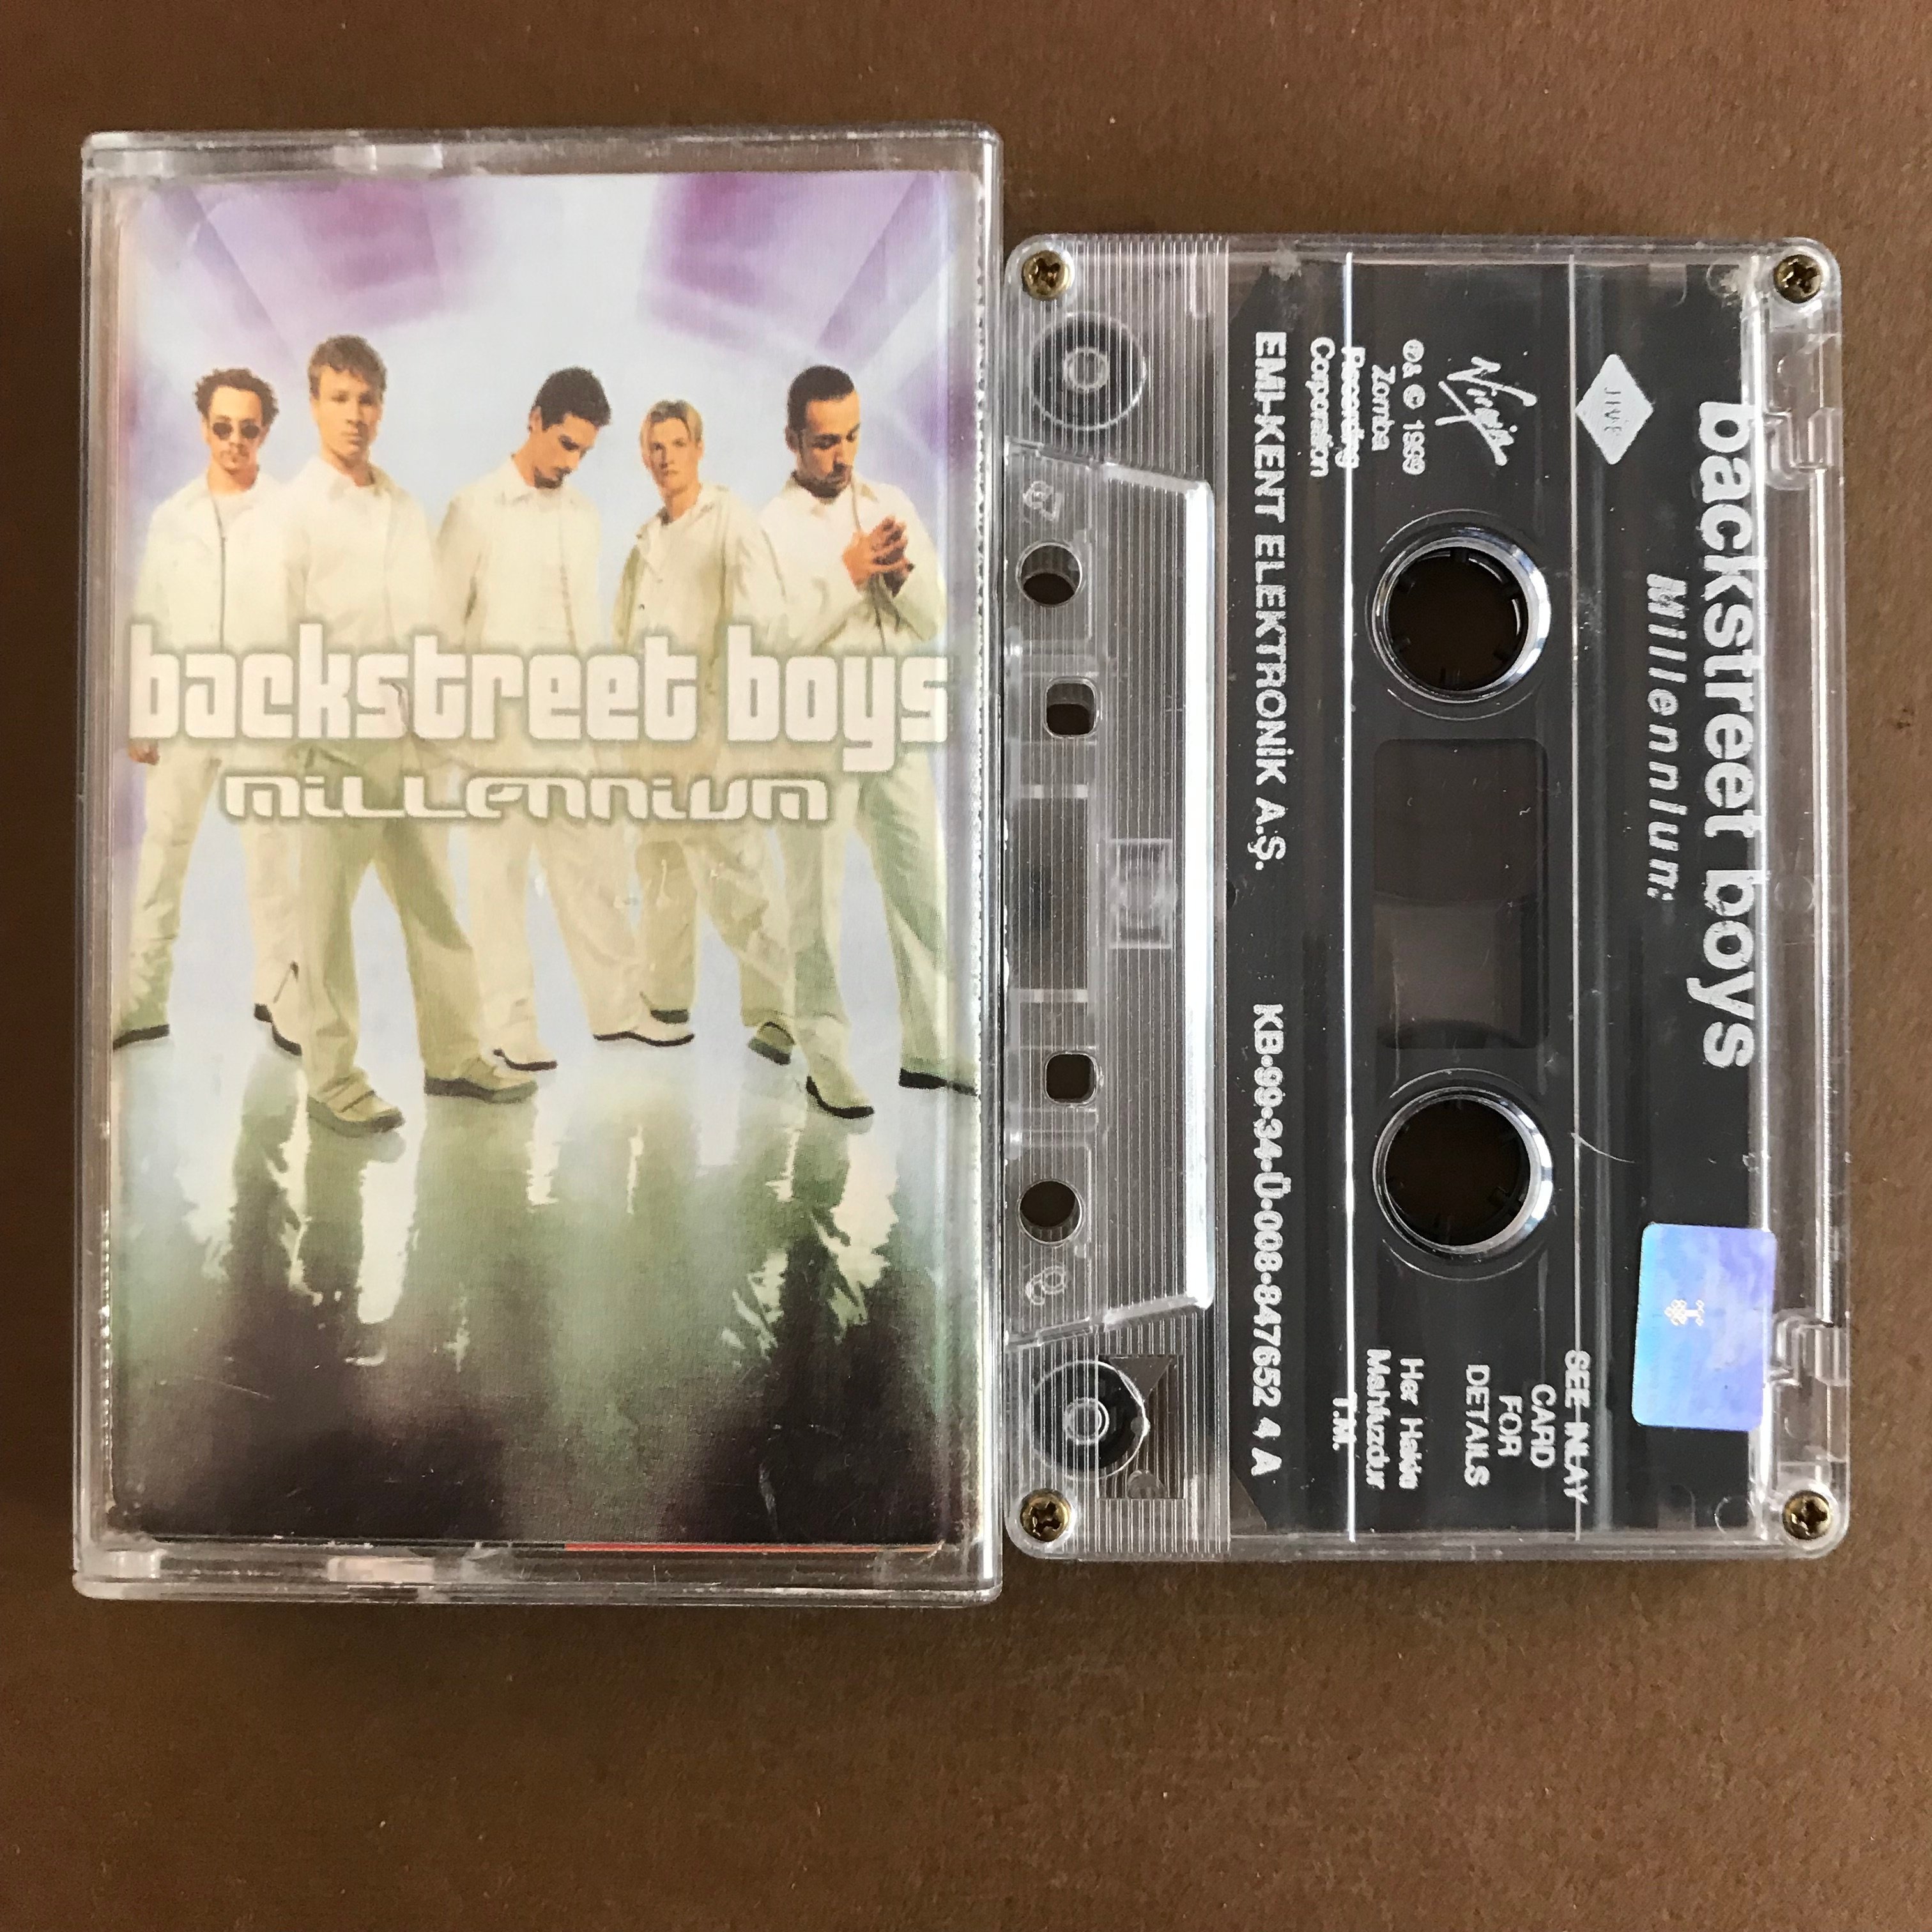 backstreet boys
millennium
backstreet boys
Millennium
JIVE
Virgin
℗& © 1999
Zomba
Recording
Corporation
EMI-KENT ELEKTRONİK A.Ş.
KB•99•34•Ü•008•847652 4 A
SEE INLAY
CARD
FOR
DETAILS
Her Hakkı
Mahfuzdur
T.M.